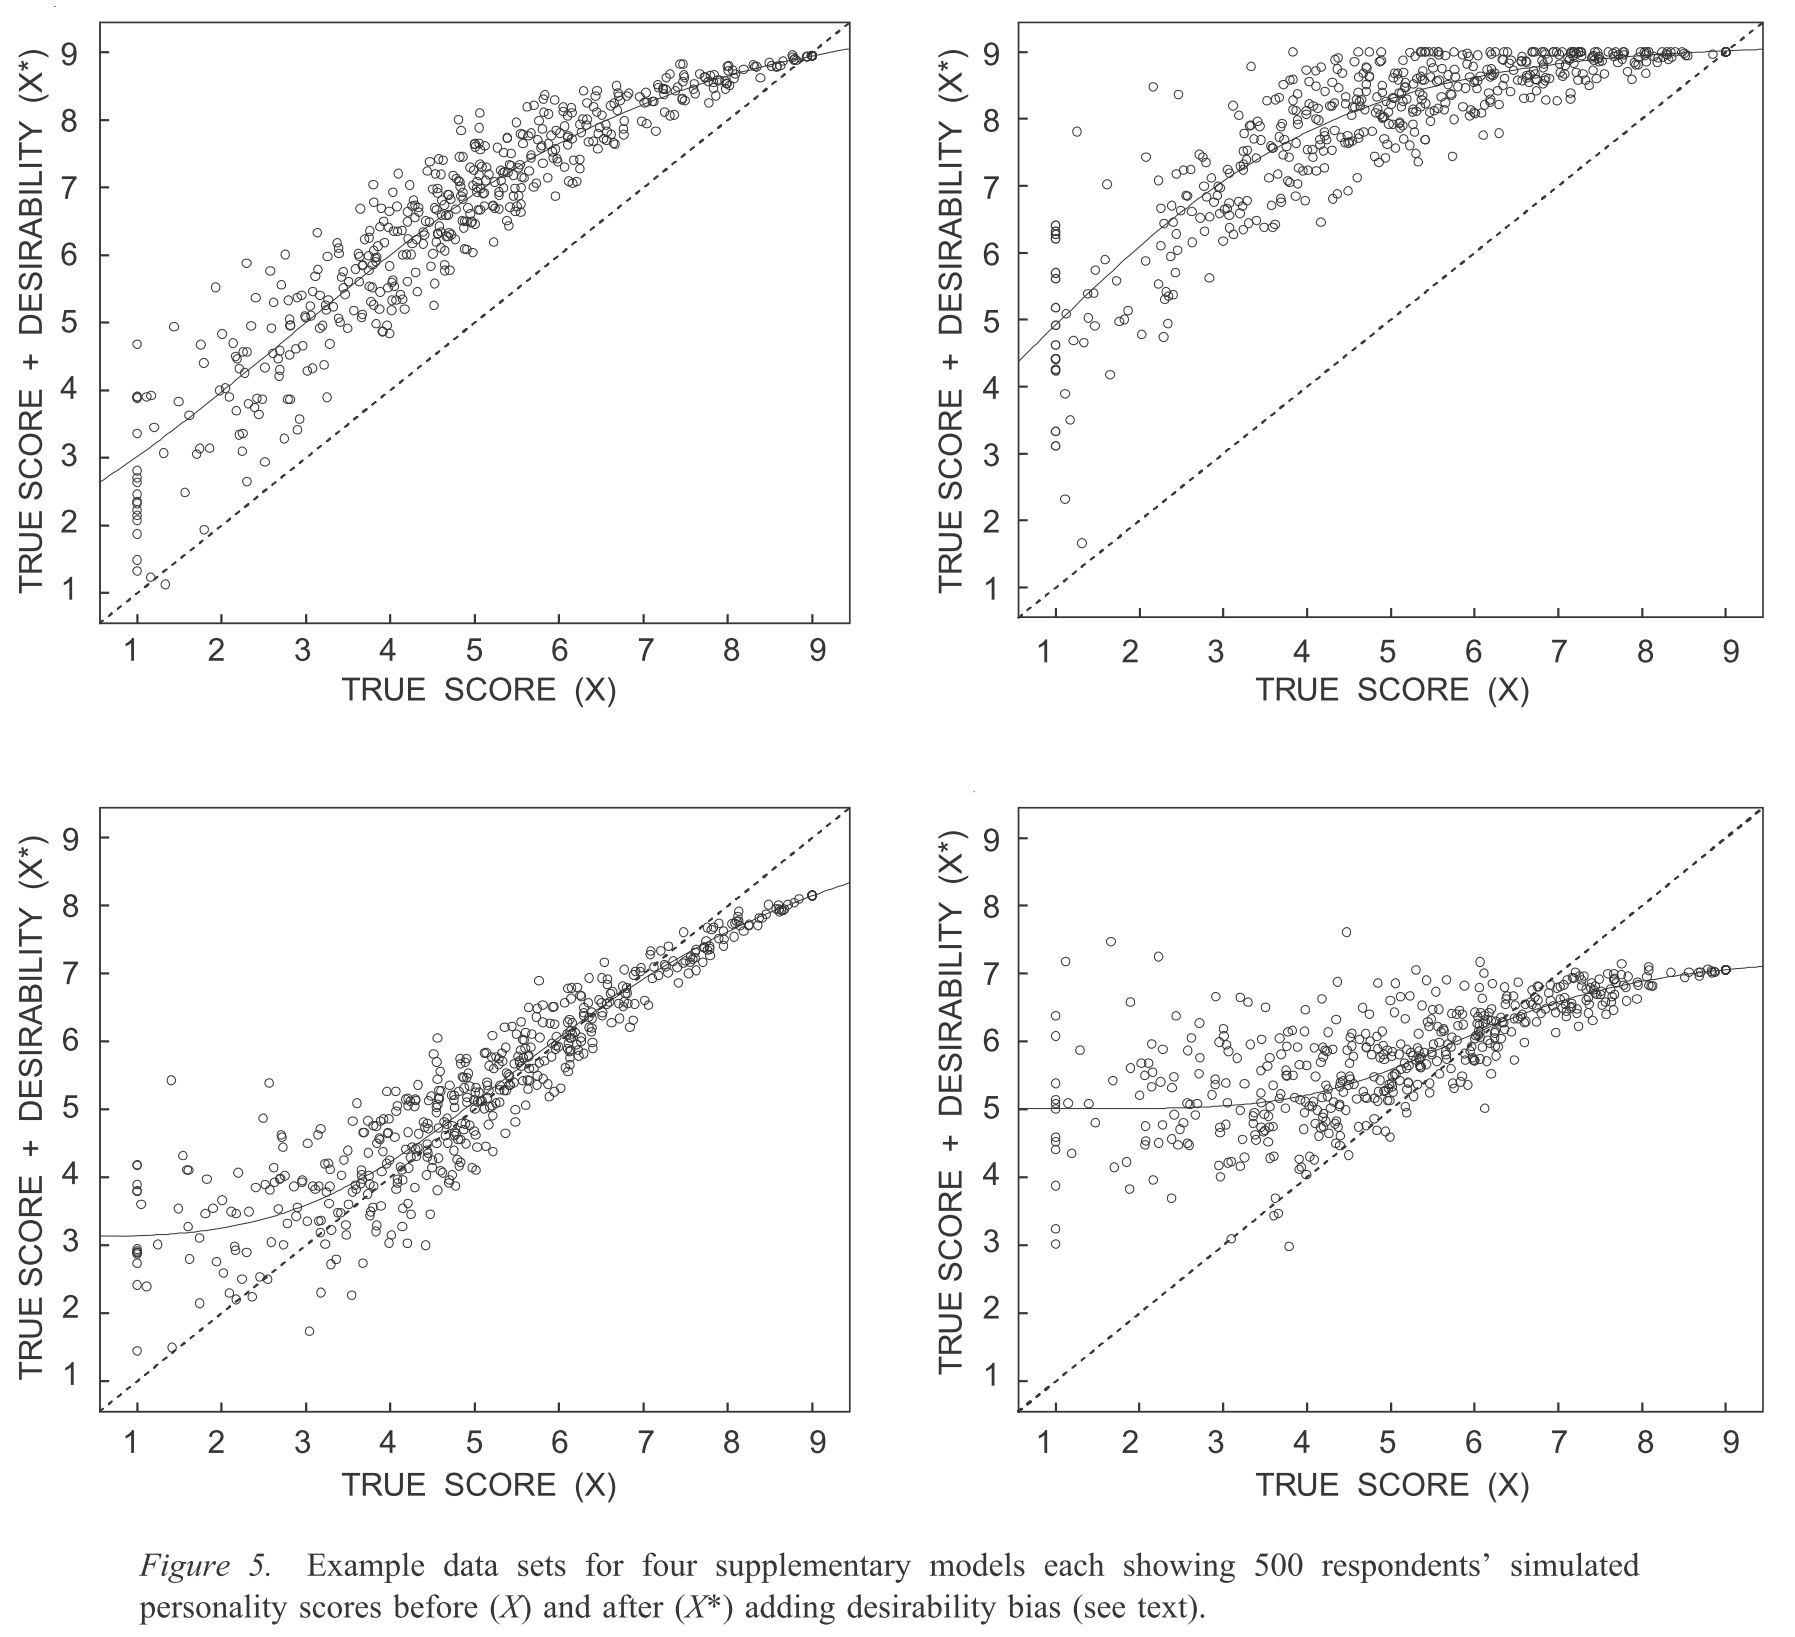 TRUE SCORE + DESIRABILITY (X*)
9
8
7
6
5
4
3
2
1
1 2 3 4 5 6 7 8 9
TRUE SCORE (X)
TRUE SCORE + DESIRABILITY (X*)
9
8
7
6
5
4
3
2
1
1 2 3 4 5 6 7 8 9
TRUE SCORE (X)
TRUE SCORE + DESIRABILITY (X*)
9
8
7
6
5
4
3
2
1
1 2 3 4 5 6 7 8 9
TRUE SCORE (X)
TRUE SCORE + DESIRABILITY (X*)
9
8
7
6
5
4
3
2
1
1 2 3 4 5 6 7 8 9
TRUE SCORE (X)
Figure 5. Example data sets for four supplementary models each showing 500 respondents’ simulated
personality scores before (X) and after (X*) adding desirability bias (see text).